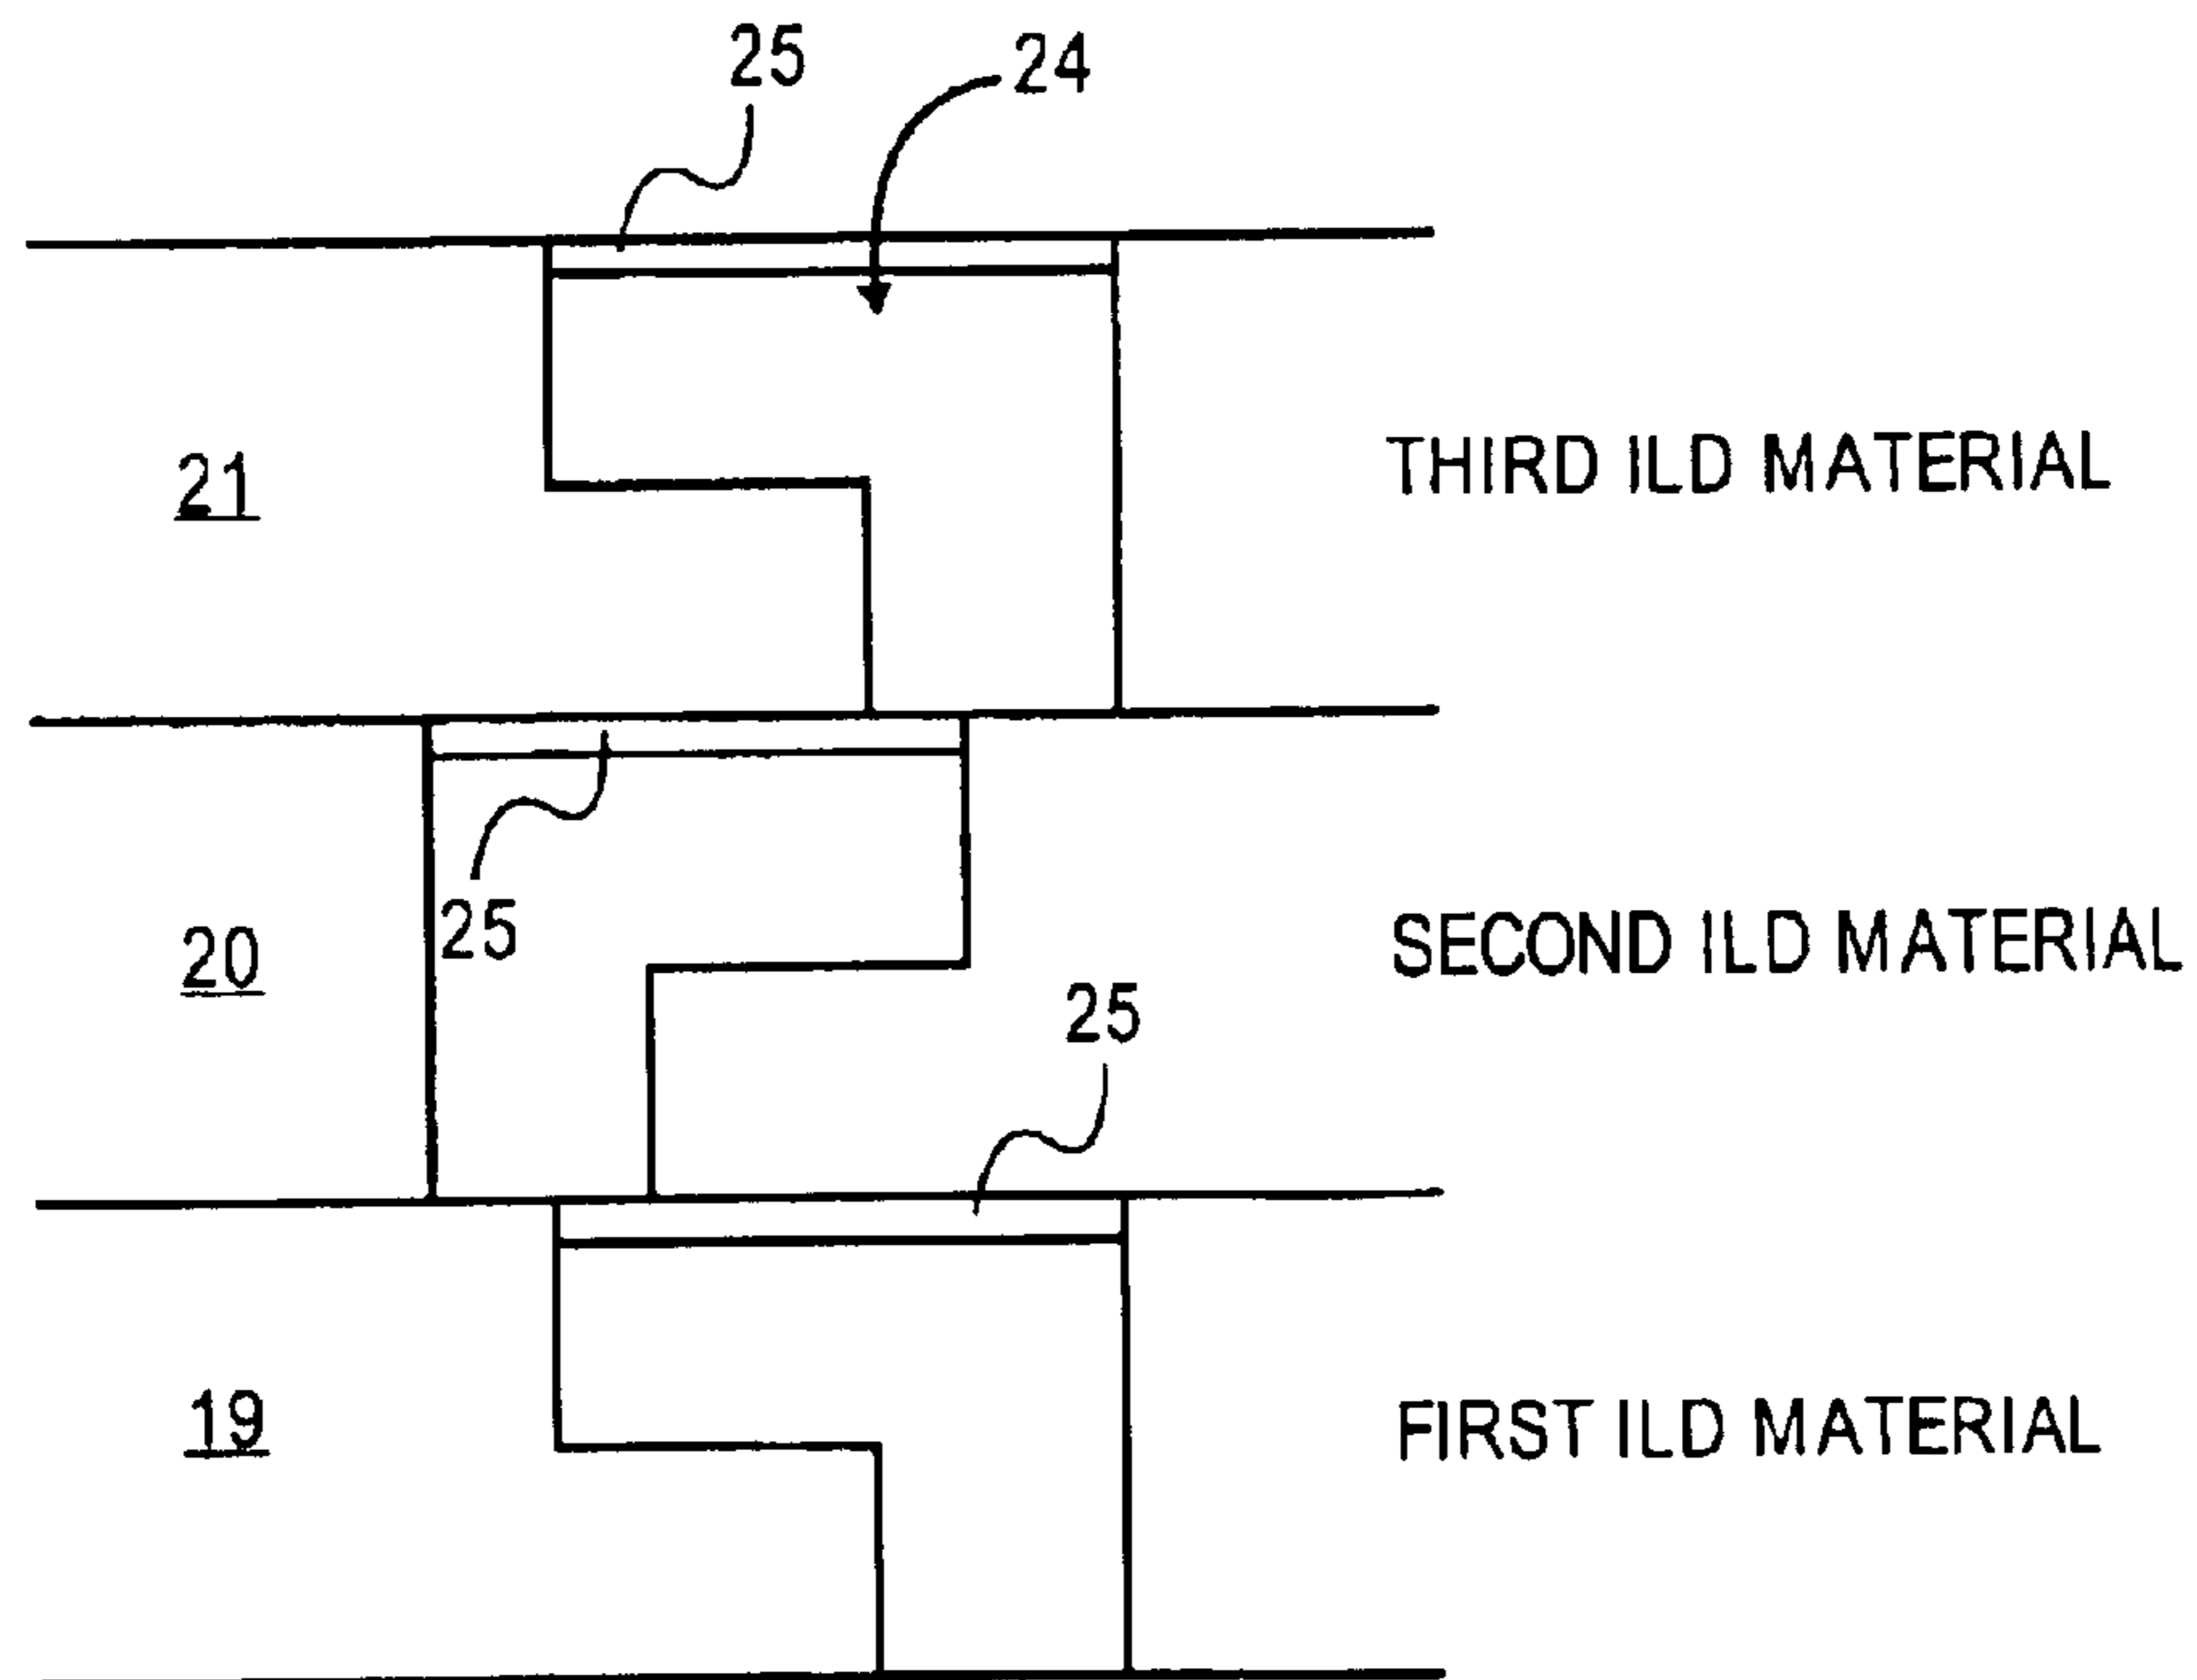 25
24
21
THIRD ILD MATERIAL
25
20
SECOND ILD MATERIAL
25
19
FIRST ILD MATERIAL